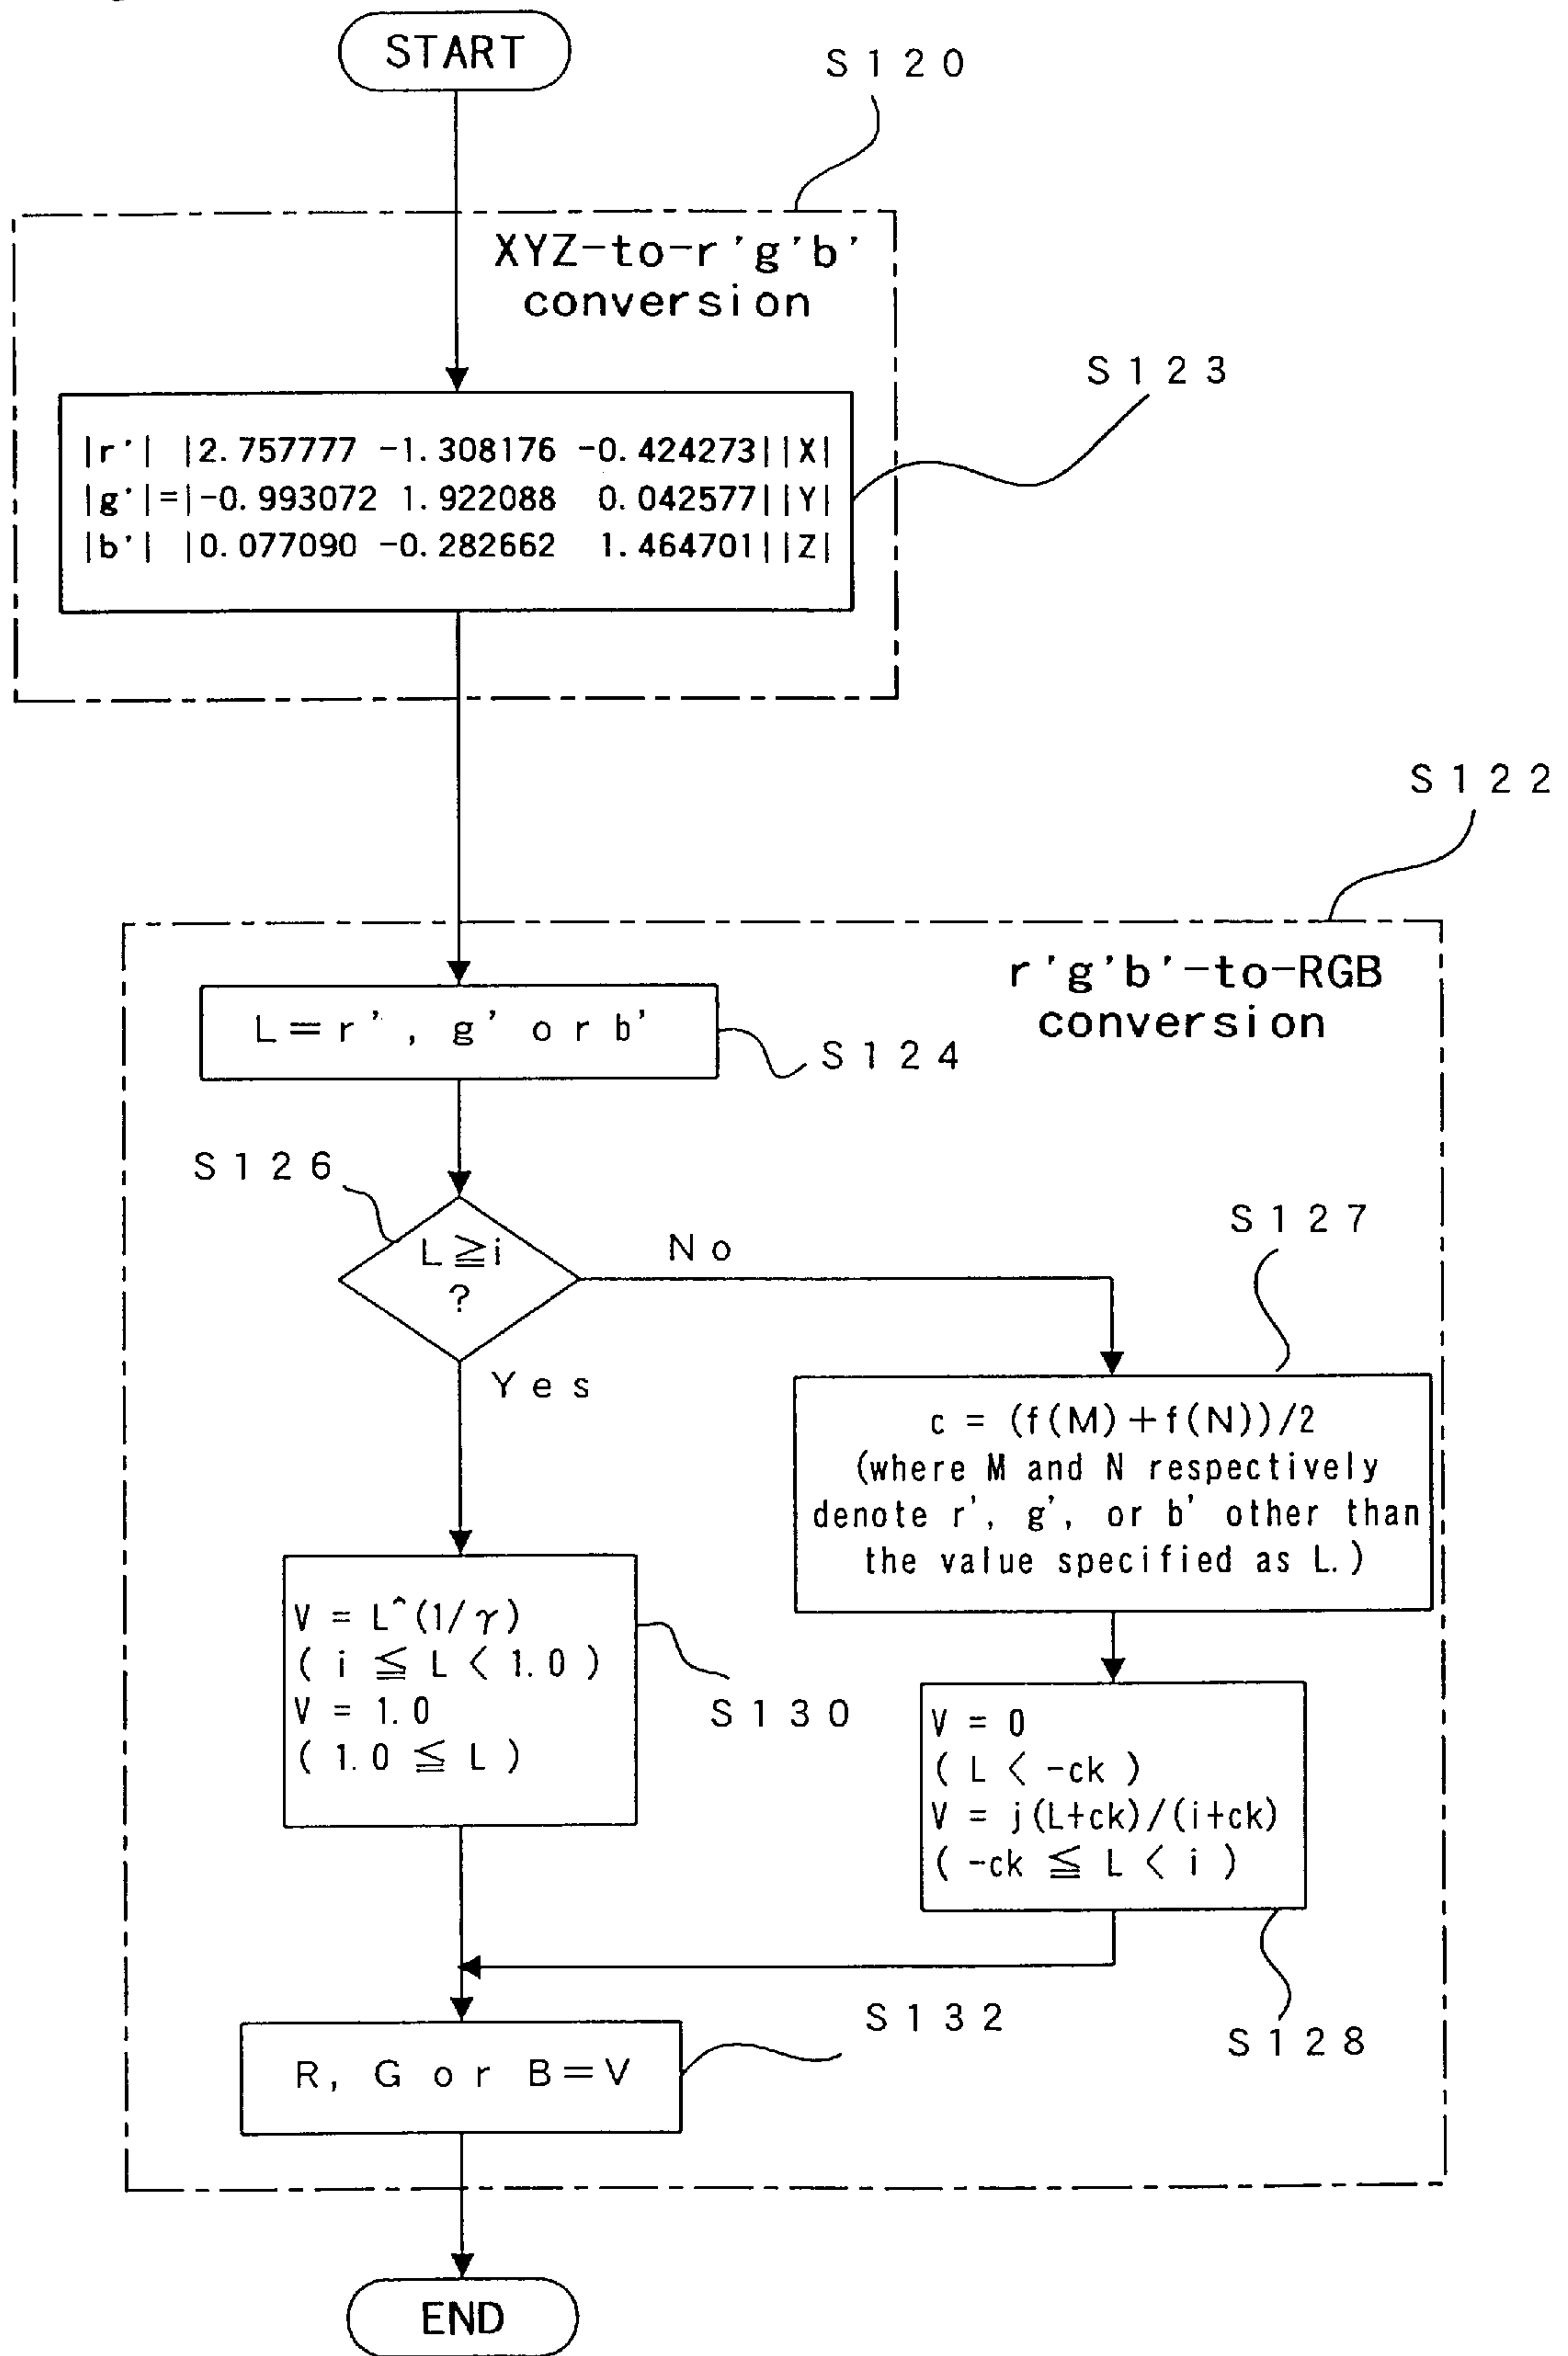 START
S120
XYZ-to-r'g'b'
conversion
S123
|r'| |2.757777 -1.308176 -0.424273||X|
|g'|=|-0.993072 1.922088 0.042577||Y|
|b'| |0.077090 -0.282662 1.464701||Z|
S122
r'g'b'-to-RGB
conversion
L=r', g' or b'
S124
S126
L≧i
?
No
Yes
S127
c = (f(M)+f(N))/2
(where M and N respectively
denote r', g', or b' other than
the value specified as L.)
V = L^(1/γ)
( i ≦ L < 1.0 )
V = 1.0
( 1.0 ≦ L )
S130
V = 0
( L < -ck )
V = j(L+ck)/(i+ck)
( -ck ≦ L < i )
S128
S132
R, G or B=V
END